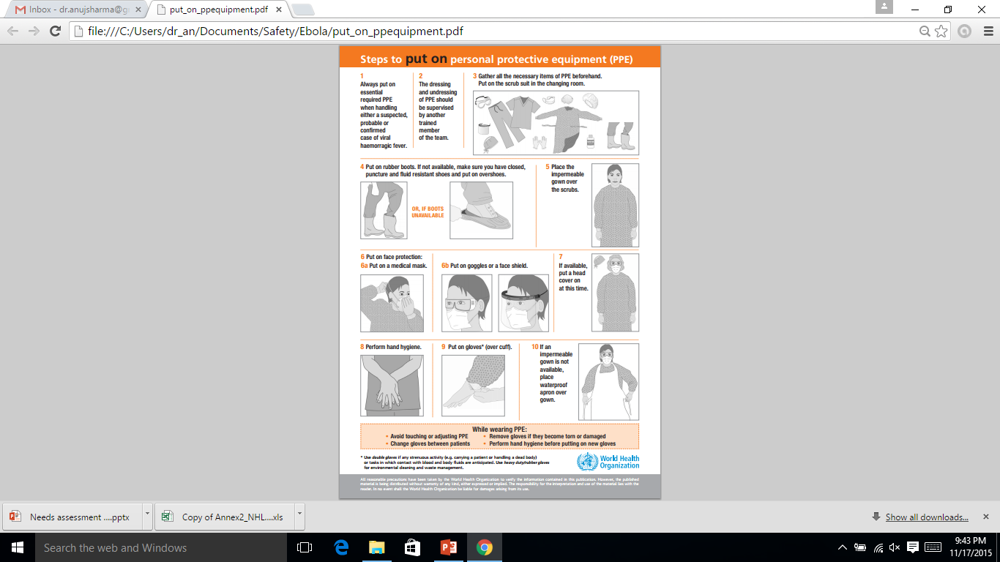 Inbox - dr.anujsharma@g
put_on_ppequipment.pdf
file:///C:/Users/dr_an/Documents/Safety/Ebola/put_on_ppequipment.pdf
Steps to put on personal protective equipment (PPE)
1
Always put on
essential
required PPE
when handling
either a suspected,
probable or
confirmed
case of viral
haemorragic fever.
2
The dressing
and undressing
of PPE should
be supervised
by another
trained
member
of the team.
3 Gather all the necessary items of PPE beforehand.
Put on the scrub suit in the changing room.
4 Put on rubber boots. If not available, make sure you have closed,
puncture and fluid resistant shoes and put on overshoes.
OR, IF BOOTS
UNAVAILABLE
5 Place the
impermeable
gown over
the scrubs.
6 Put on face protection:
6a Put on a medical mask.
6b Put on goggles or a face shield.
7
If available,
put a head
cover on
at this time.
8 Perform hand hygiene.
9 Put on gloves* (over cuff).
10 If an
impermeable
gown is not
available,
place
waterproof
apron over
gown.
While wearing PPE:
• Avoid touching or adjusting PPE
• Change gloves between patients
• Remove gloves if they become torn or damaged
• Perform hand hygiene before putting on new gloves
* Use double gloves if any strenuous activity (e.g. carrying a patient or handling a dead body)
or tasks in which contact with blood and body fluids are anticipated. Use heavy duty/rubber gloves
for environmental cleaning and waste management.
World Health
Organization
All reasonable precautions have been taken by the World Health Organization to verify the information contained in this publication. However, the published
material is being distributed without warranty of any kind, either expressed or implied. The responsibility for the interpretation and use of the material lies with the
reader. In no event shall the World Health Organization be liable for damages arising from its use.
Needs assessment ....pptx
Copy of Annex2_NHL....xls
Show all downloads...
Search the web and Windows
9:43 PM
11/17/2015